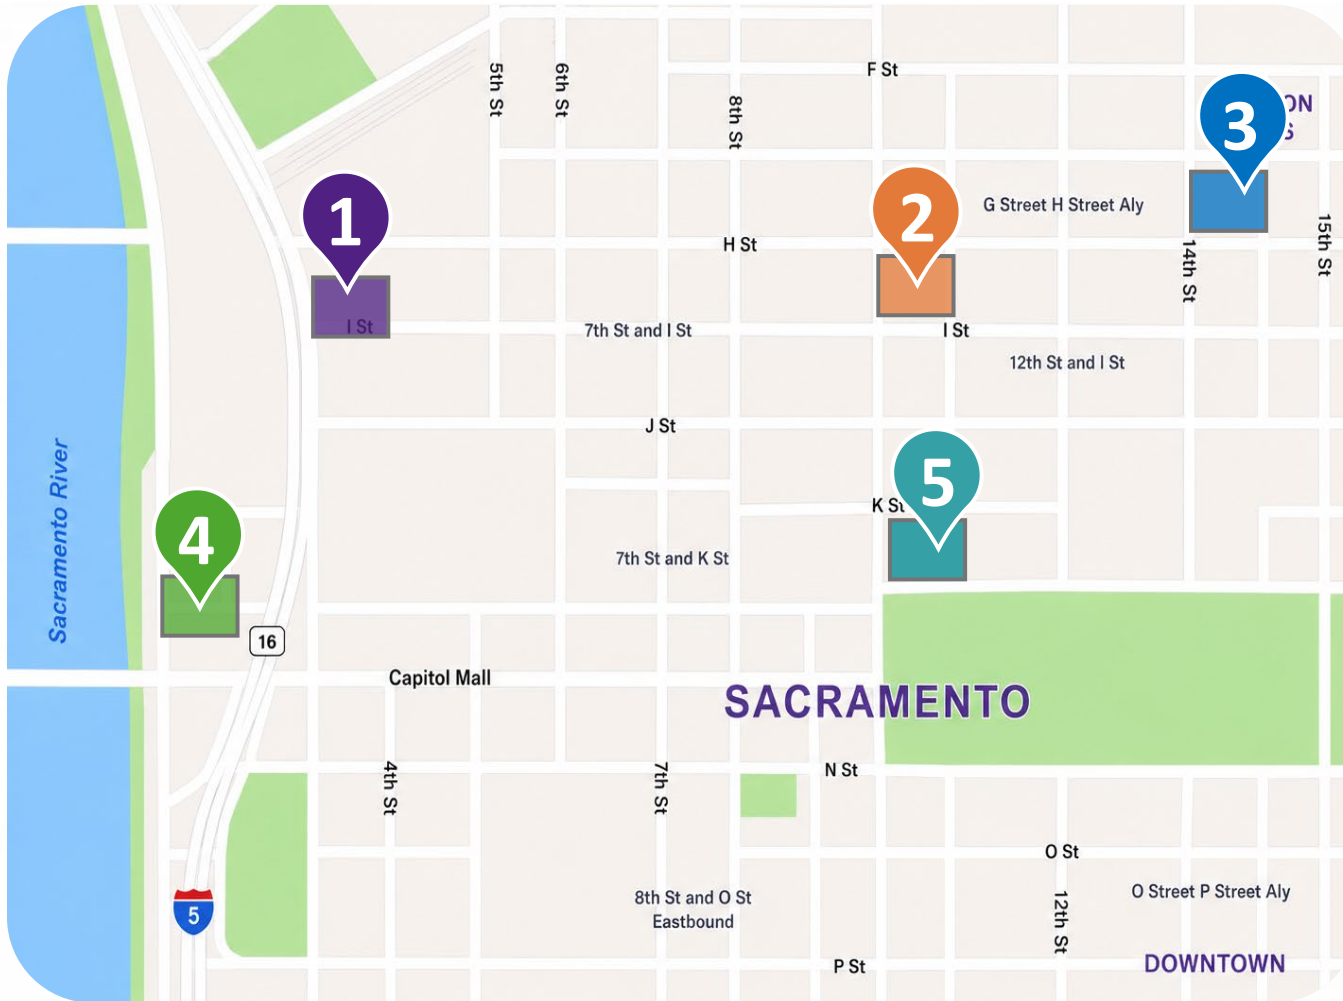 5th St
6th St
8th St
F St
3
ON
S
1
2
G Street H Street Aly
H St
14th St
15th St
I St
7th St and I St
I St
12th St and I St
J St
Sacramento River
5
K St
4
7th St and K St
16
Capitol Mall
SACRAMENTO
4th St
7th St
N St
O St
5
8th St and O St
Eastbound
12th St
O Street P Street Aly
P St
DOWNTOWN